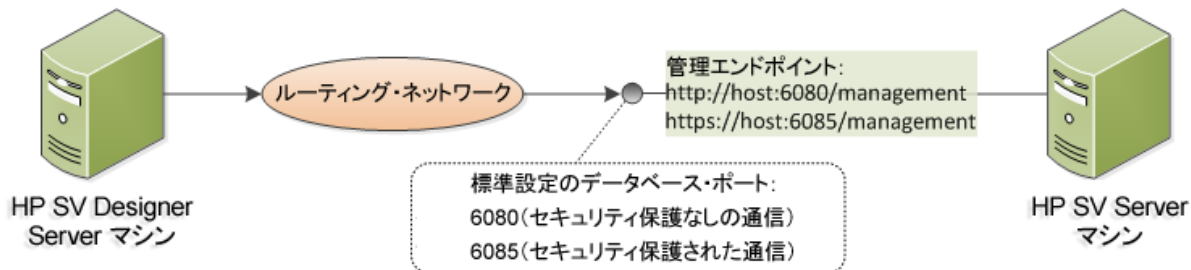 HP SV Designer
Server マシン
ルーティング・ネットワーク
管理エンドポイント:
http://host:6080/management
https://host:6085/management
標準設定のデータベース・ポート:
6080(セキュリティ保護なしの通信)
6085(セキュリティ保護された通信)
HP SV Server
マシン